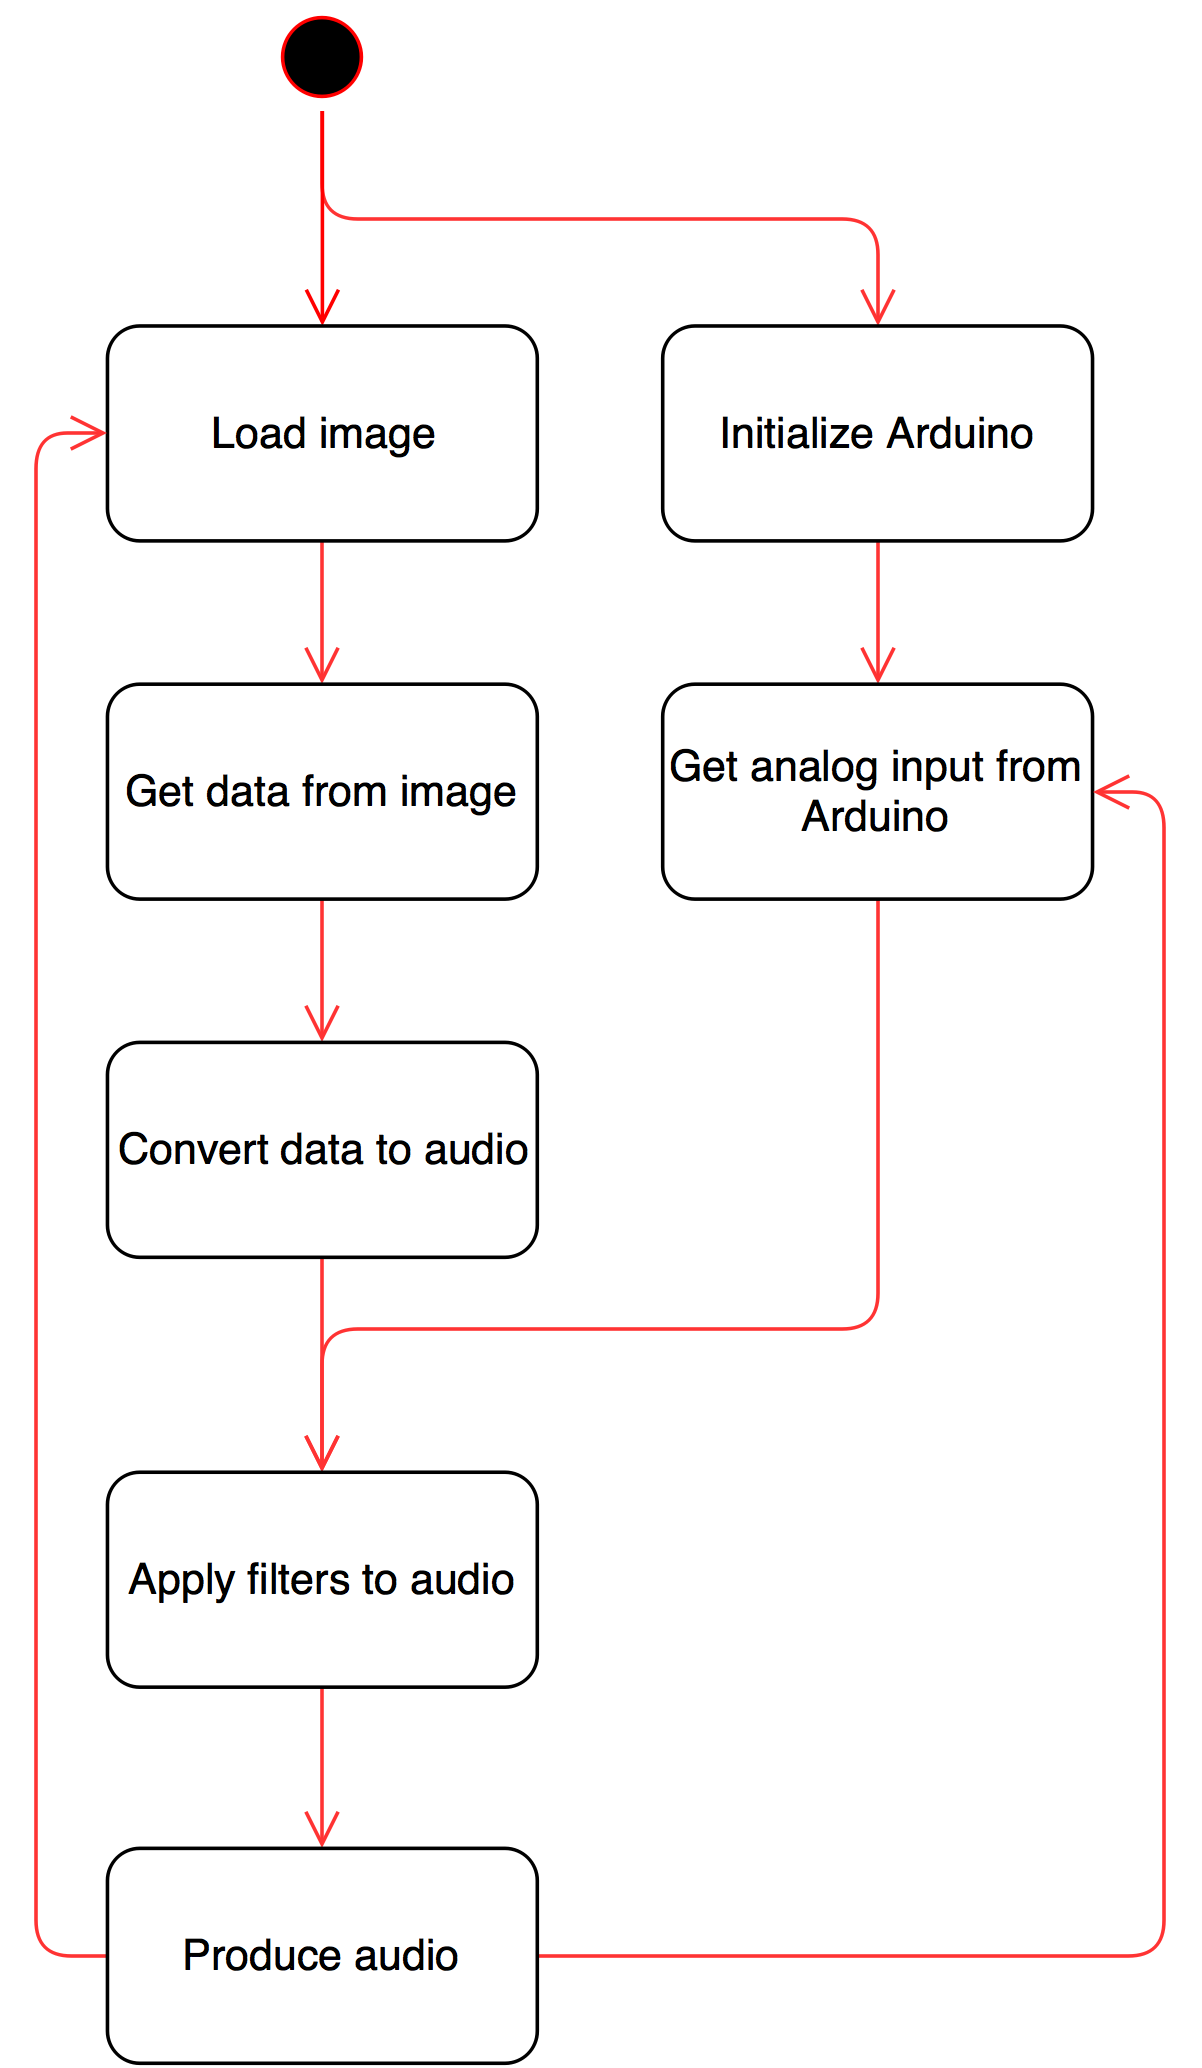 Load image
Initialize Arduino
Get data from image
Get analog input from
Arduino
Convert data to audio
Apply filters to audio
Produce audio